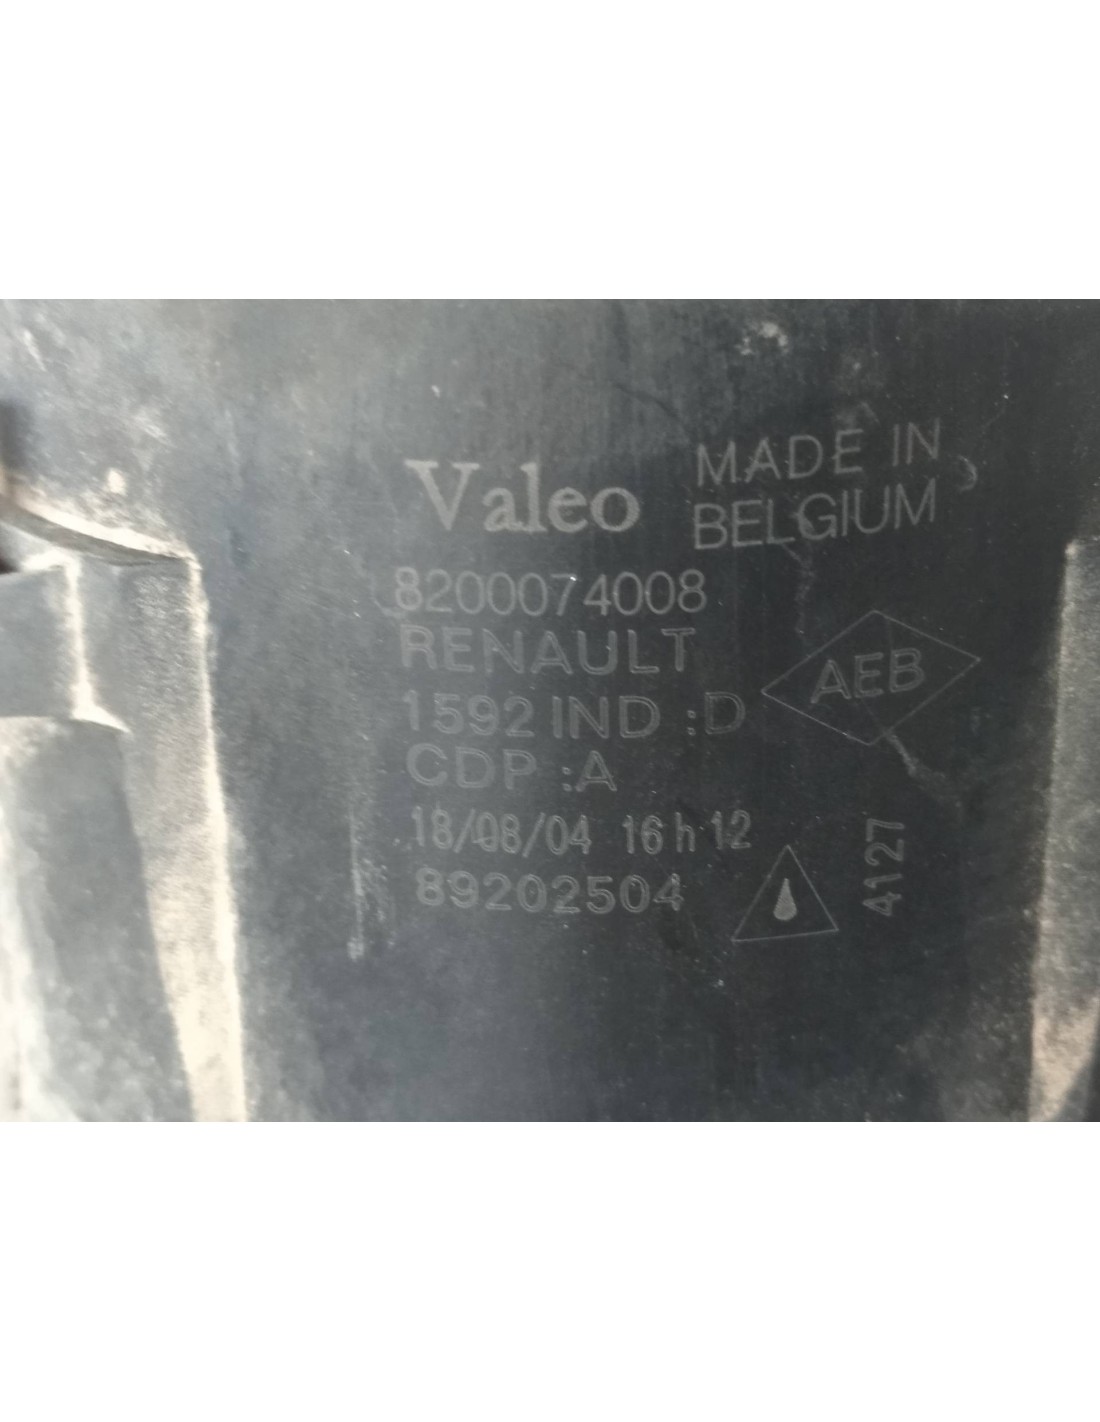 Valeo
MADE IN
BELGIUM
8200074008
RENAULT
1592 IND :D
CDP :A
AEB
18/08/04 16 h 12
89202504
4127